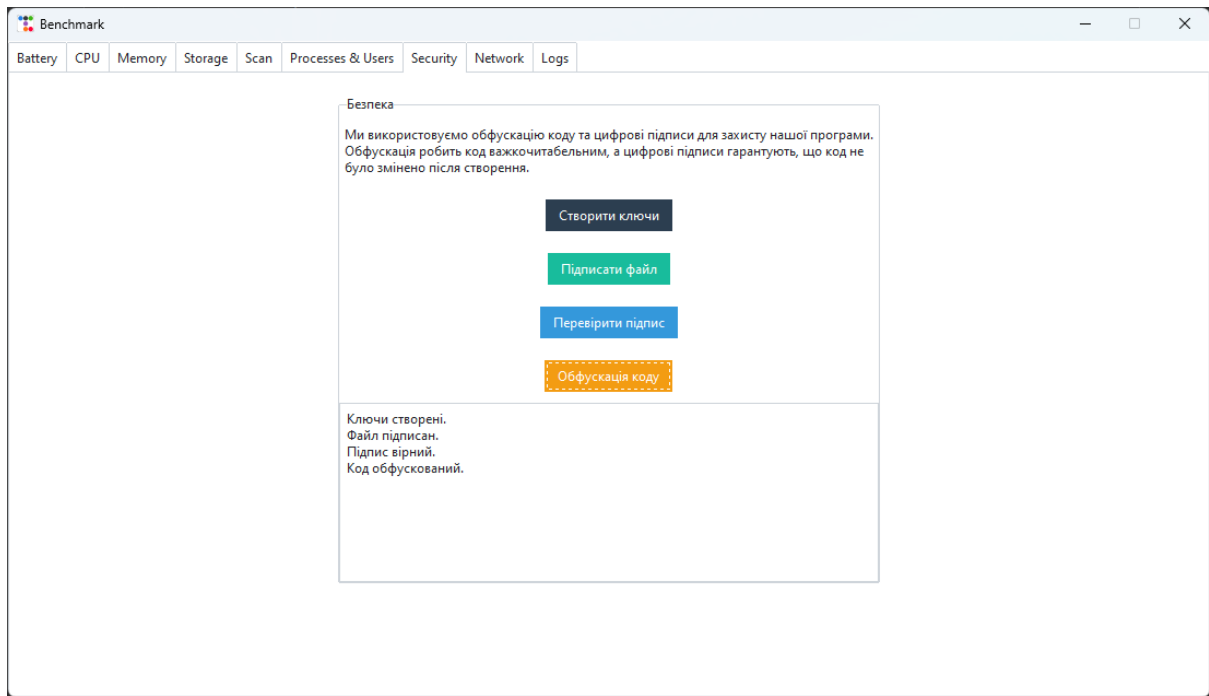 Benchmark
Battery CPU Memory Storage Scan Processes & Users Security Network Logs
Безпека
Ми використовуємо обфускацію коду та цифрові підписи для захисту нашої програми.
Обфускація робить код важкочитабельним, а цифрові підписи гарантують, що код не
було змінено після створення.
Створити ключи
Підписати файл
Перевірити підпис
Обфускація коду
Ключи створені.
Файл підписан.
Підпис вірний.
Код обфускований.